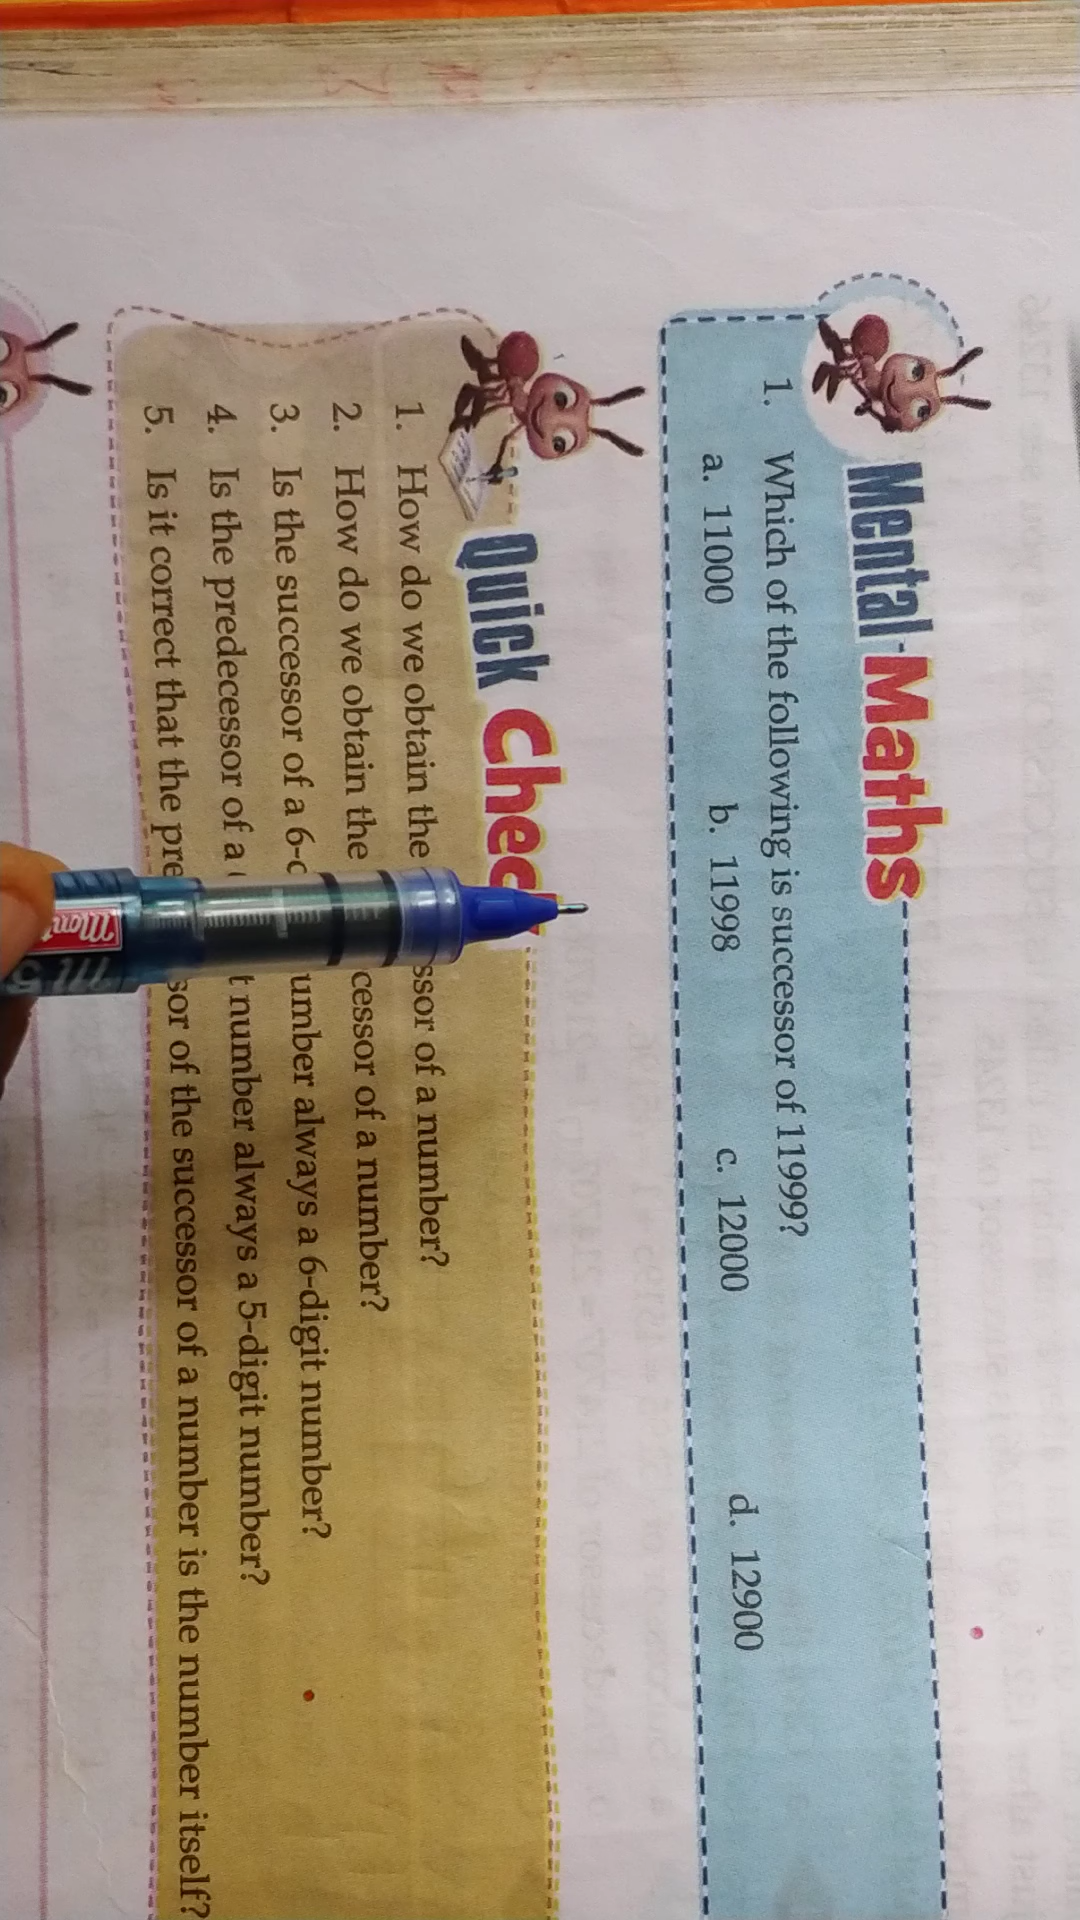 Mental Maths
1. Which of the following is successor of 11999?
a. 11000 b. 11998 c. 12000 d. 12900
Quick
1. How do we obtain the ssor of a number?
2. How do we obtain the cessor of a number?
3. Is the successor of a 6- umber always a 6-digit number?
4. Is the predecessor of a t number always a 5-digit number?
5. Is it correct that the pre sor of the successor of a number is the number itself?